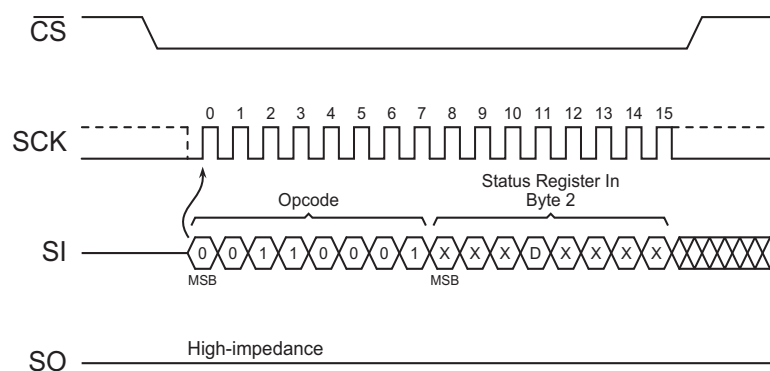 CS
0 1 2 3 4 5 6 7 8 9 10 11 12 13 14 15
SCK
Status Register In
Opcode Byte 2
SI 0 0 1 1 0 0 0 1 X X X D X X X X
MSB MSB
High-impedance
SO